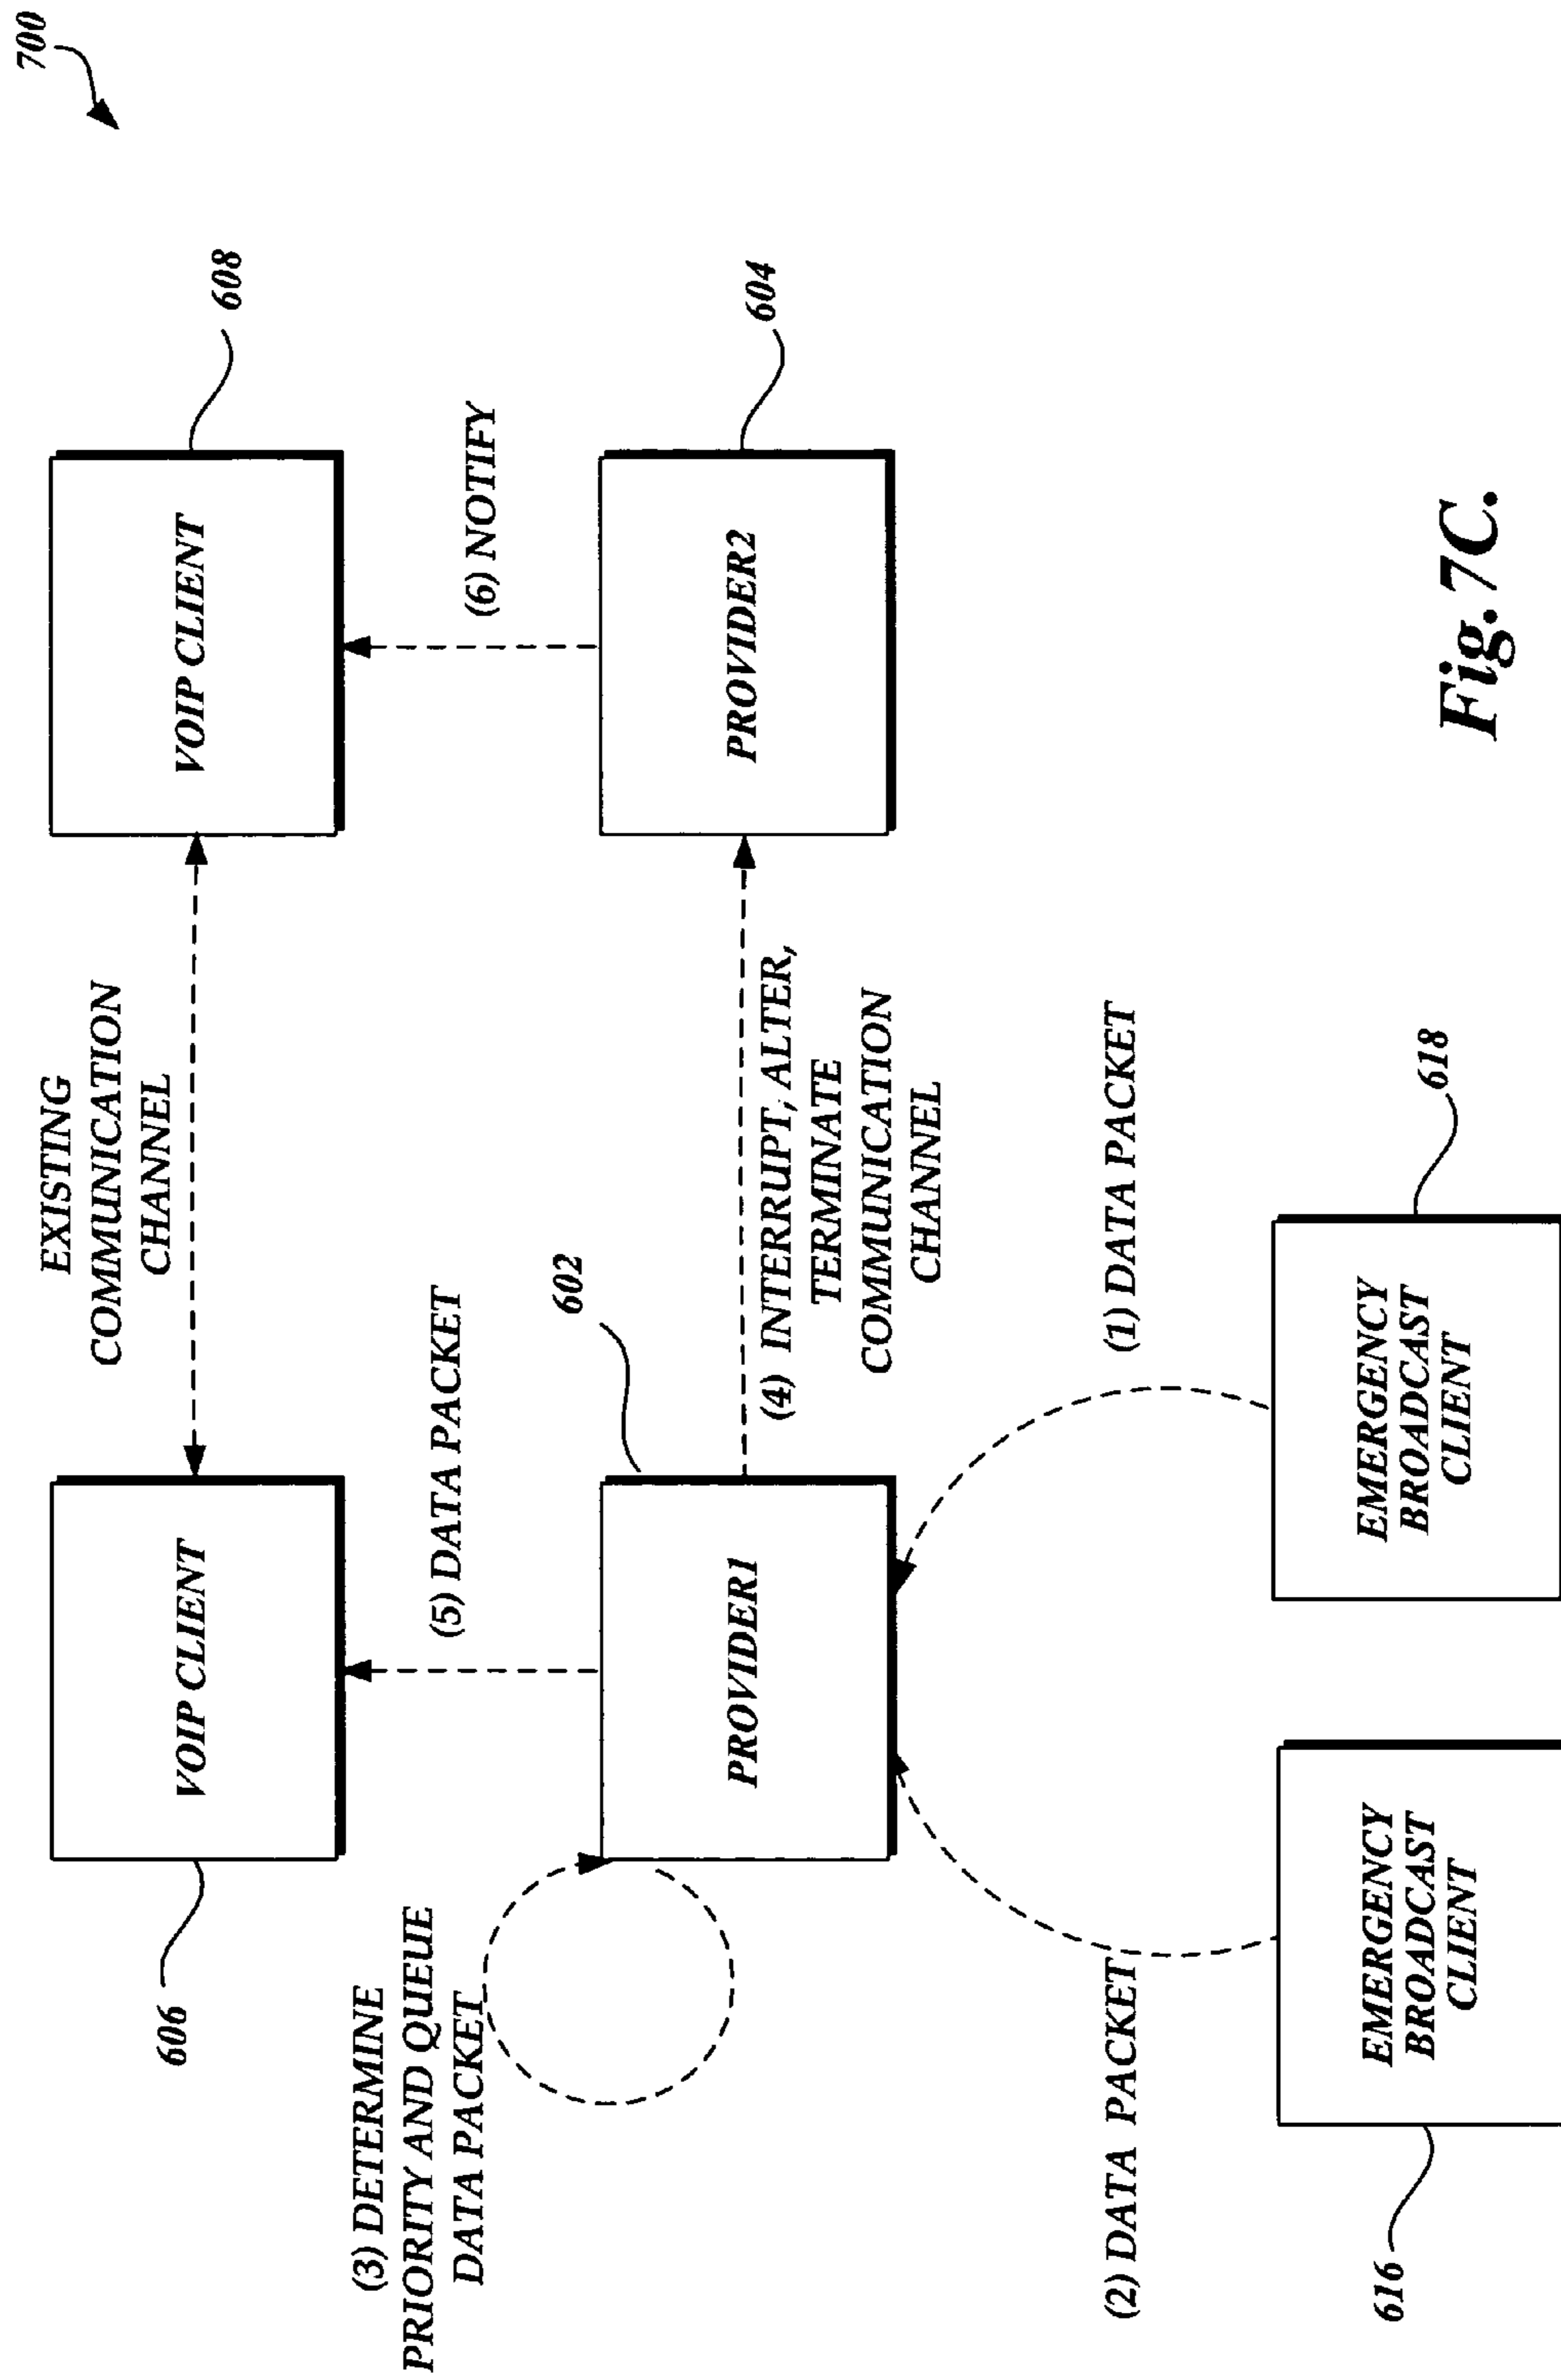 700
EXISTING
COMMUNICATION
CHANNEL
606
VOIP CLIENT
VOIP CLIENT
608
(3) DETERMINE
PRIORITY AND QUEUE
DATA PACKET
(5) DATA PACKET
(6) NOTIFY
602
PROVIDER1
PROVIDER2
604
(4) INTERRUPT, ALTER,
TERMINATE
COMMUNICATION
CHANNEL
(2) DATA PACKET
(1) DATA PACKET
616
EMERGENCY
BROADCAST
CLIENT
EMERGENCY
BROADCAST
CLIENT
618
Fig.7C.